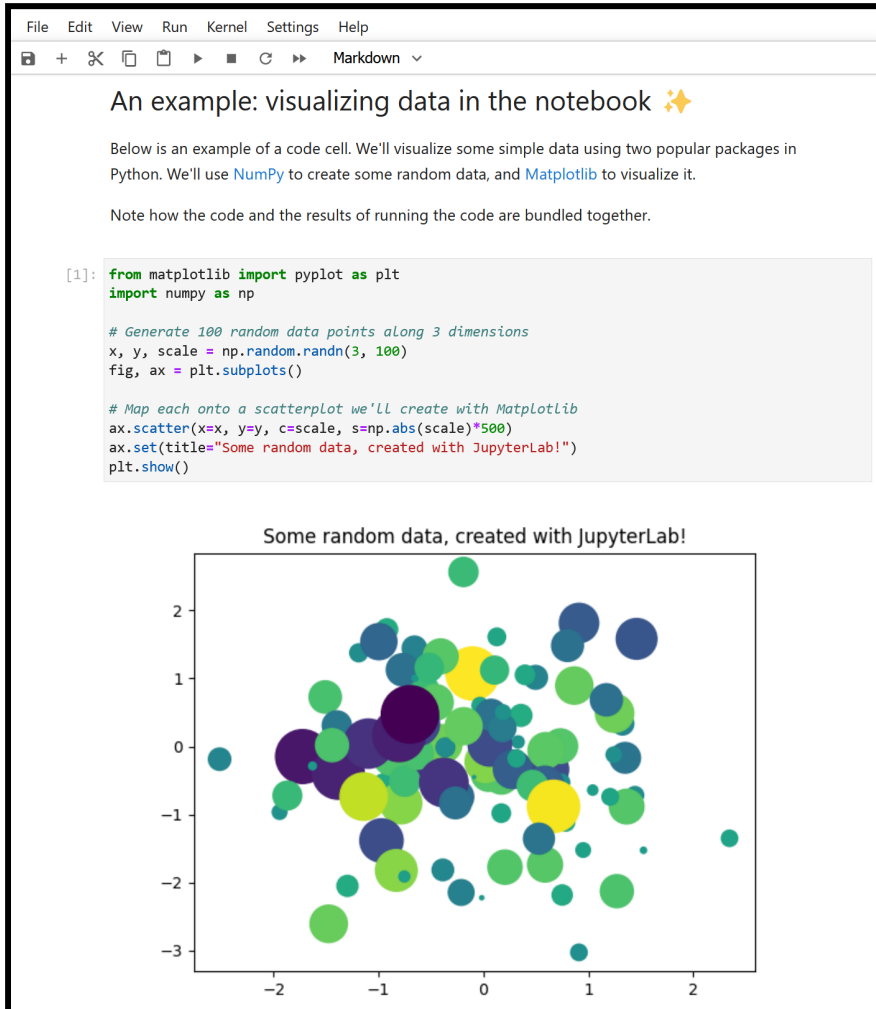 File Edit View Run Kernel Settings Help
Markdown
An example: visualizing data in the notebook ✨
Below is an example of a code cell. We'll visualize some simple data using two popular packages in
Python. We'll use NumPy to create some random data, and Matplotlib to visualize it.
Note how the code and the results of running the code are bundled together.
[1]: from matplotlib import pyplot as plt
import numpy as np
# Generate 100 random data points along 3 dimensions
x, y, scale = np.random.randn(3, 100)
fig, ax = plt.subplots()
# Map each onto a scatterplot we'll create with Matplotlib
ax.scatter(x=x, y=y, c=scale, s=np.abs(scale)*500)
ax.set(title="Some random data, created with JupyterLab!")
plt.show()
Some random data, created with JupyterLab!
2
1
0
−1
−2
−3
−2 −1 0 1 2